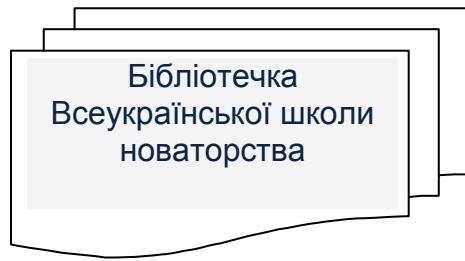 Бібліотечка
Всеукраїнської школи
новаторства